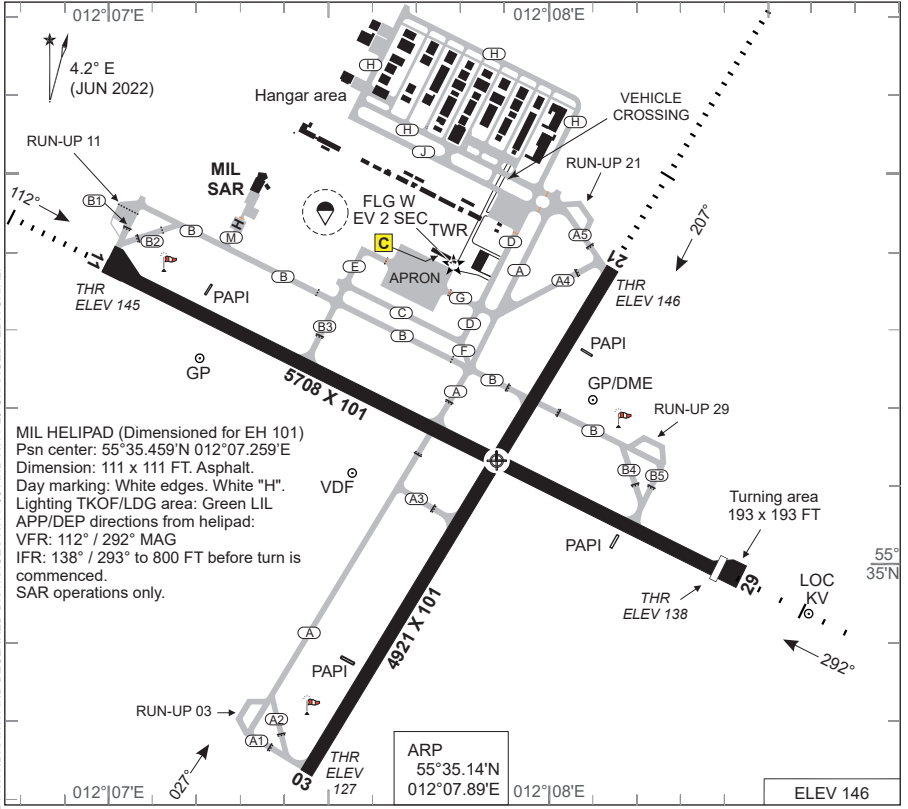 012°07'E
012°08'E
4.2° E
(JUN 2022)
H
H
H
Hangar area
VEHICLE
CROSSING
H
H
J
RUN-UP 11
RUN-UP 21
MIL
SAR
112°
B1
B2
B
M
H
FLG W
EV 2 SEC
TWR
D
A
A5
207°
C
E
APRON
A4
21
11
THR
ELEV 145
B
G
THR
ELEV 146
PAPI
C
D
B3
B
F
PAPI
GP
5708 X 101
A
B
GP/DME
RUN-UP 29
B
MIL HELIPAD (Dimensioned for EH 101)
Psn center: 55°35.459'N 012°07.259'E
Dimension: 111 x 111 FT. Asphalt.
Day marking: White edges. White "H".
Lighting TKOF/LDG area: Green LIL
APP/DEP directions from helipad:
VFR: 112° / 292° MAG
IFR: 138° / 293° to 800 FT before turn is
commenced.
SAR operations only.
VDF
B4
B5
A3
Turning area
193 x 193 FT
PAPI
55°
35'N
29
THR
ELEV 138
LOC
KV
A
4921 X 101
292°
PAPI
RUN-UP 03
A2
A1
03
THR
ELEV
127
027°
ARP
55°35.14'N
012°07.89'E
012°07'E
012°08'E
ELEV 146